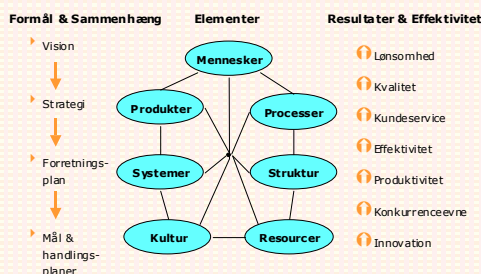 Formål & Sammenhæng
Vision
Strategi
Forretnings-
plan
Mål &
handlings-
planer
Elementer
Mennesker
Produkter
Processer
Systemer
Struktur
Kultur
Resourcer
Resultater & Effektivitet
Lønsomhed
Kvalitet
Kundeservice
Effektivitet
Produktivitet
Konkurrenceevne
Innovation